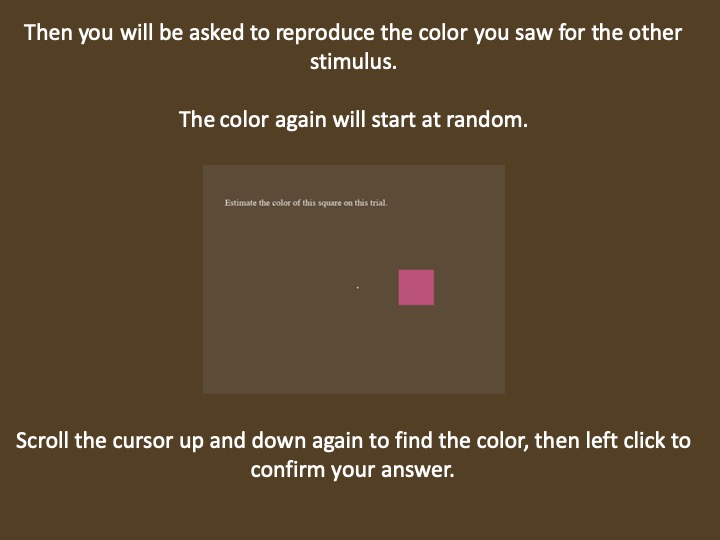 Then you will be asked to reproduce the color you saw for the other
stimulus.
The color again will start at random.
Estimate the color of this square on this trial.
Scroll the cursor up and down again to find the color, then left click to
confirm your answer.